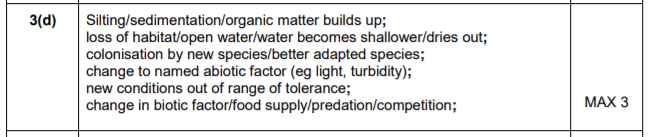 3(d) Silting/sedimentation/organic matter builds up;
loss of habitat/open water/water becomes shallower/dries out;
colonisation by new species/better adapted species;
change to named abiotic factor (eg light, turbidity);
new conditions out of range of tolerance;
change in biotic factor/food supply/predation/competition; MAX 3